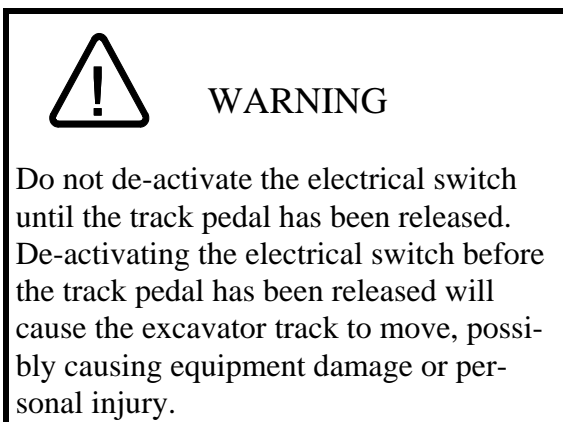 WARNING
Do not de-activate the electrical switch
until the track pedal has been released.
De-activating the electrical switch before
the track pedal has been released will
cause the excavator track to move, possi-
bly causing equipment damage or per-
sonal injury.